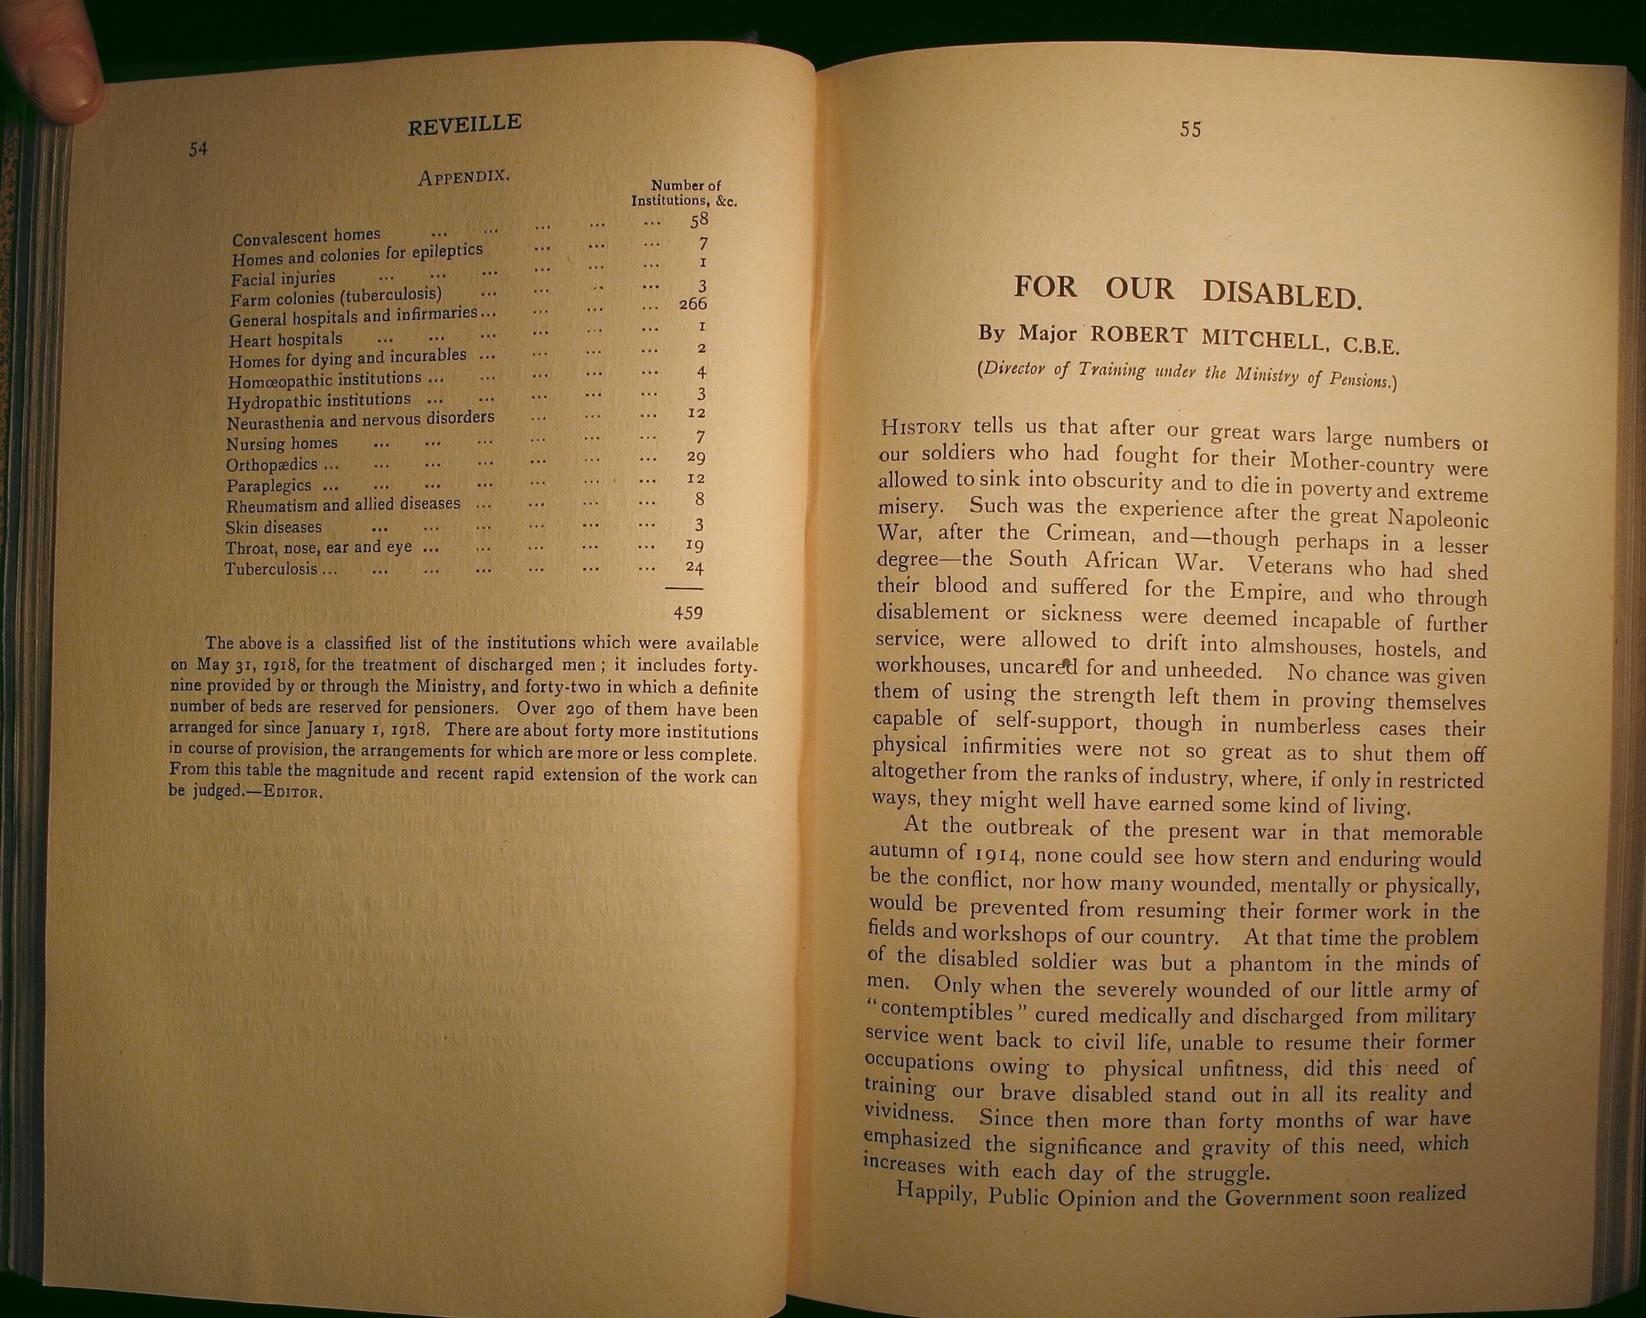 54
REVEILLE
APPENDIX.
Number of
Institutions, &c.
Convalescent homes ... ... ... ... ... 58
Homes and colonies for epileptics ... ... ... 7
Facial injuries ... ... ... ... ... ... 1
Farm colonies (tuberculosis) ... ... ... ... 3
General hospitals and infirmaries... ... ... ... 266
Heart hospitals ... ... ... ... ... 1
Homes for dying and incurables ... ... ... ... 2
Homœopathic institutions ... ... ... ... ... 4
Hydropathic institutions ... ... ... ... ... 3
Neurasthenia and nervous disorders ... ... ... 12
Nursing homes ... ... ... ... ... ... 7
Orthopædics ... ... ... ... ... ... ... 29
Paraplegics ... ... ... ... ... ... ... 12
Rheumatism and allied diseases ... ... ... ... 8
Skin diseases ... ... ... ... ... ... 3
Throat, nose, ear and eye ... ... ... ... ... 19
Tuberculosis ... ... ... ... ... ... ... 24
459
The above is a classified list of the institutions which were available
on May 31, 1918, for the treatment of discharged men ; it includes forty-
nine provided by or through the Ministry, and forty-two in which a definite
number of beds are reserved for pensioners. Over 290 of them have been
arranged for since January 1, 1918. There are about forty more institutions
in course of provision, the arrangements for which are more or less complete.
From this table the magnitude and recent rapid extension of the work can
be judged.—EDITOR.
55
FOR OUR DISABLED.
By Major ROBERT MITCHELL, C.B.E.
(Director of Training under the Ministry of Pensions.)
HISTORY tells us that after our great wars large numbers of
our soldiers who had fought for their Mother-country were
allowed to sink into obscurity and to die in poverty and extreme
misery. Such was the experience after the great Napoleonic
War, after the Crimean, and—though perhaps in a lesser
degree—the South African War. Veterans who had shed
their blood and suffered for the Empire, and who through
disablement or sickness were deemed incapable of further
service, were allowed to drift into almshouses, hostels, and
workhouses, uncared for and unheeded. No chance was given
them of using the strength left them in proving themselves
capable of self-support, though in numberless cases their
physical infirmities were not so great as to shut them off
altogether from the ranks of industry, where, if only in restricted
ways, they might well have earned some kind of living.
At the outbreak of the present war in that memorable
autumn of 1914, none could see how stern and enduring would
be the conflict, nor how many wounded, mentally or physically,
would be prevented from resuming their former work in the
fields and workshops of our country. At that time the problem
of the disabled soldier was but a phantom in the minds of
men. Only when the severely wounded of our little army of
“ contemptibles ” cured medically and discharged from military
service went back to civil life, unable to resume their former
occupations owing to physical unfitness, did this need of
training our brave disabled stand out in all its reality and
vividness. Since then more than forty months of war have
emphasized the significance and gravity of this need, which
increases with each day of the struggle.
Happily, Public Opinion and the Government soon realized